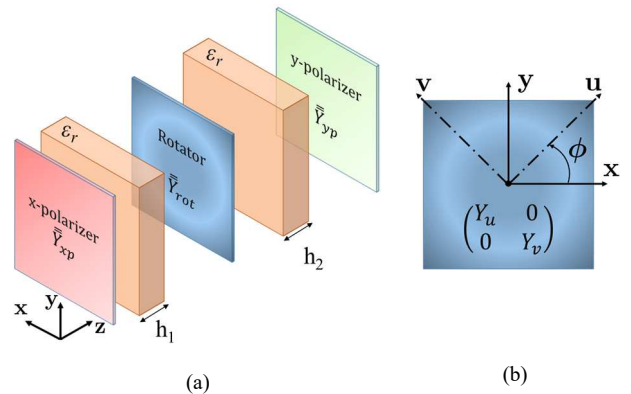 εr
x-polarizer
Y̿xp
h1
Rotator
Y̿rot
εr
h2
y-polarizer
Y̿yp
x
y
z
(a)
v
y
u
ϕ
x
(Yu 0
0 Yv)
(b)